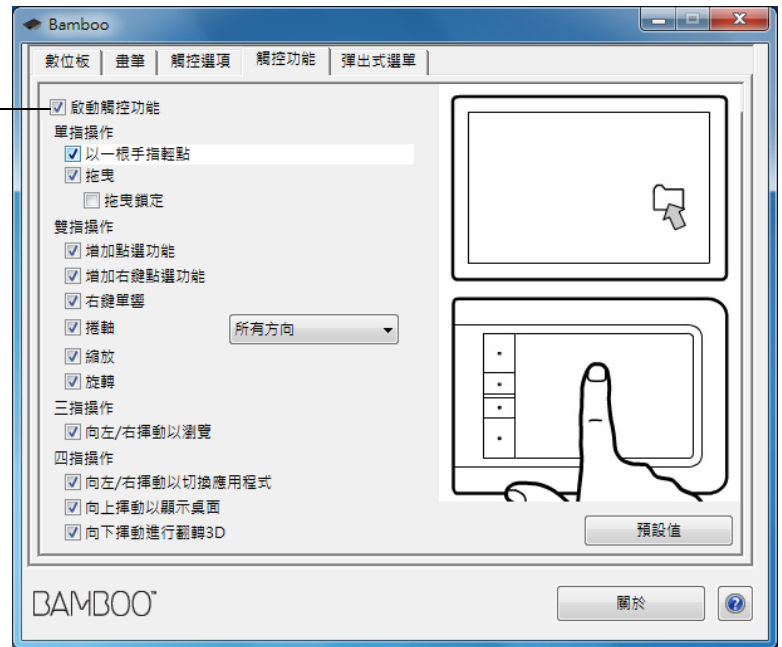 Bamboo
數位板 畫筆 觸控選項 觸控功能 彈出式選單
啟動觸控功能
單指操作
以一根手指輕點
拖曳
拖曳鎖定
雙指操作
增加點選功能
增加右鍵點選功能
右鍵單響
捲軸 所有方向
縮放
旋轉
三指操作
向左/右揮動以瀏覽
四指操作
向左/右揮動以切換應用程式
向上揮動以顯示桌面
向下揮動進行翻轉3D
預設值
BAMBOO™
關於
?